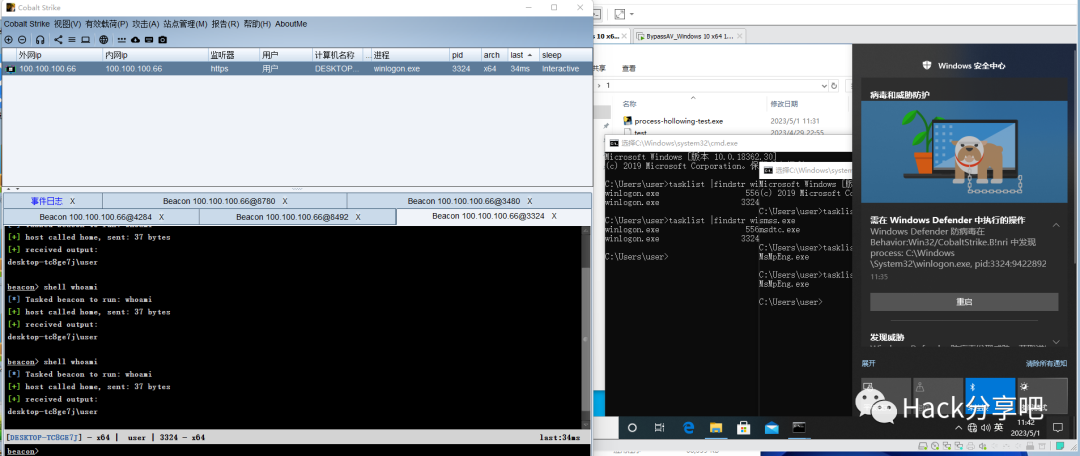 Cobalt Strike
Cobalt Strike 视图(V) 有效载荷(P) 攻击(A) 站点管理(M) 报告(R) 帮助(H) AboutMe
外网ip 内网ip 监听器 用户 计算机名称 ... 进程 pid arch last sleep
100.100.100.66 100.100.100.66 https 用户 DESKTOP... winlogon.exe 3324 x64 34ms interactive
事件日志 X Beacon 100.100.100.66@8780 X Beacon 100.100.100.66@3480 X
Beacon 100.100.100.66@4284 X Beacon 100.100.100.66@8492 X Beacon 100.100.100.66@3324 X
[*] Tasked beacon to run: whoami
[+] host called home, sent: 37 bytes
[+] received output:
desktop-tc8ge7j\user
beacon> shell whoami
[*] Tasked beacon to run: whoami
[+] host called home, sent: 37 bytes
[+] received output:
desktop-tc8ge7j\user
beacon> shell whoami
[*] Tasked beacon to run: whoami
[+] host called home, sent: 37 bytes
[+] received output:
desktop-tc8ge7j\user
[DESKTOP-TC8GE7J] - x64 | user | 3324 - x64 last:34ms
beacon>
10 x6... X BypassAV_Windows 10 x64 1... X
共享 查看
> 1
名称 修改日期
process-hollowing-test.exe 2023/5/1 11:31
test 2023/4/29 22:55
选择C:\Windows\system32\cmd.exe
Microsoft Windows [版本 10.0.18362.30]
(c) 2019 Microsoft Corporation. 保
C:\Users\user>tasklist |findstr wi
winlogon.exe 556
winlogon.exe 3324
C:\Users\user>tasklist |findstr wi
winlogon.exe 556
winlogon.exe 3324
C:\Users\user>
选择C:\Windows\system
Microsoft Windows [版
(c) 2019 Microsoft Co
C:\Users\user>tasklis
smss.exe
msdtc.exe
C:\Users\user>tasklis
MsMpEng.exe
C:\Users\user>tasklis
MsMpEng.exe
C:\Users\user>
Windows 安全中心
病毒和威胁防护
需在 Windows Defender 中执行的操作
Windows Defender 防病毒在
Behavior:Win32/CobaltStrike.B!nri 中发现
process: C:\Windows
\System32\winlogon.exe, pid:3324:9422892
11:35
重启
发现威胁
展开 清除所有通知
Hack分享吧
英
11:42
2023/5/1